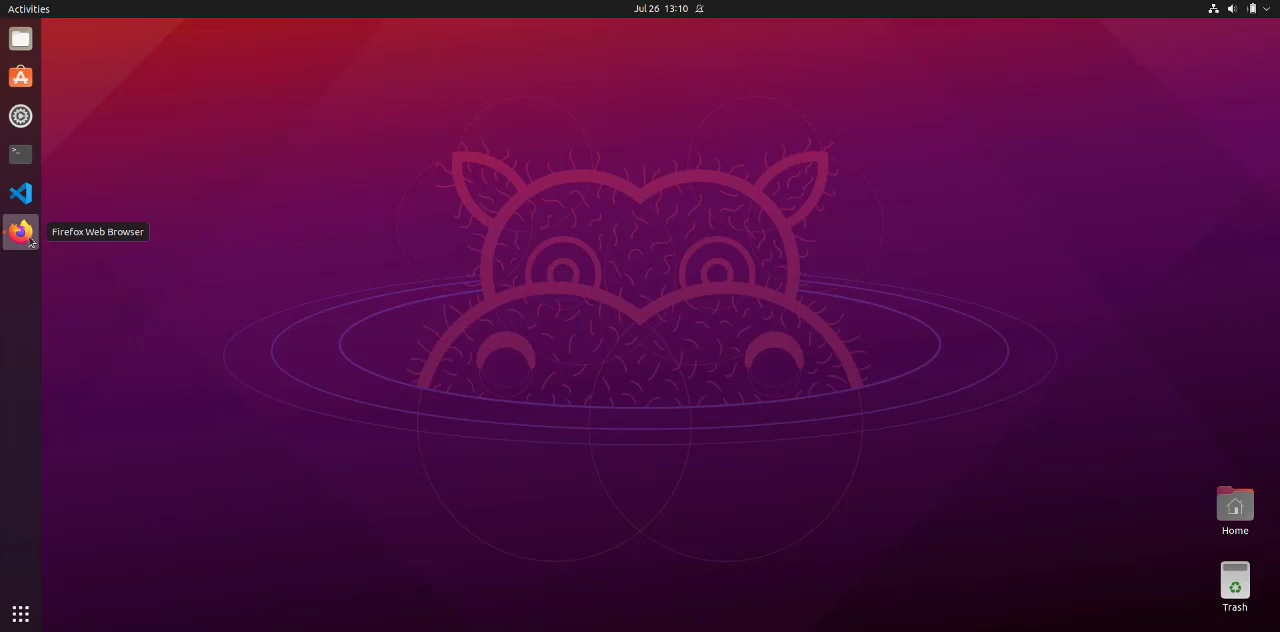 Activities
Jul 26 13:10
Firefox Web Browser
Home
Trash